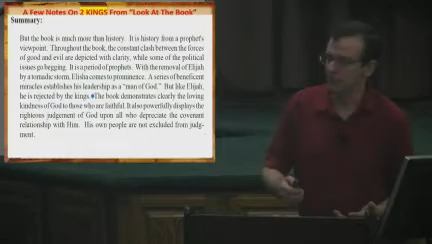 A Few Notes On 2 KINGS From "Look At The Book"
Summary:
But the book is much more than history. It is history from a prophet's
viewpoint. Throughout the book, the constant clash between the forces
of good and evil are depicted with clarity, while some of the political
issues go begging. It is a period of prophets. With the removal of Elijah
by a tornadic storm, Elisha comes to prominence. A series of beneficent
miracles establishes his leadership as a "man of God." But like Elijah,
he is rejected by the kings. The book demonstrates clearly the loving
kindness of God to those who are faithful. It also powerfully displays the
righteous judgement of God upon all who depreciate the covenant
relationship with Him. His own people are not excluded from judg-
ment.